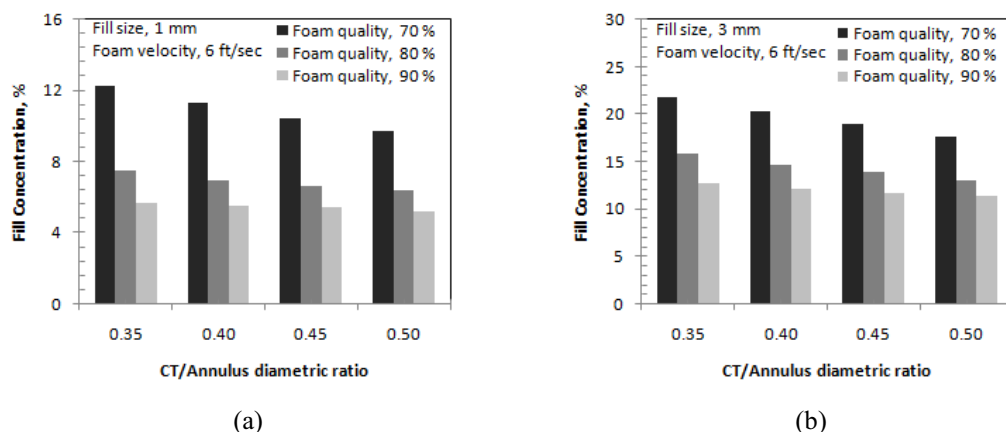 Fill size, 1 mm
Foam velocity, 6 ft/sec
Foam quality, 70 %
Foam quality, 80 %
Foam quality, 90 %
Fill Concentration, %
16
12
8
4
0
0.35 0.40 0.45 0.50
CT/Annulus diametric ratio
(a)
Fill size, 3 mm
Foam velocity, 6 ft/sec
Foam quality, 70 %
Foam quality, 80 %
Foam quality, 90 %
Fill Concentration, %
30
25
20
15
10
5
0
0.35 0.40 0.45 0.50
CT/Annulus diametric ratio
(b)